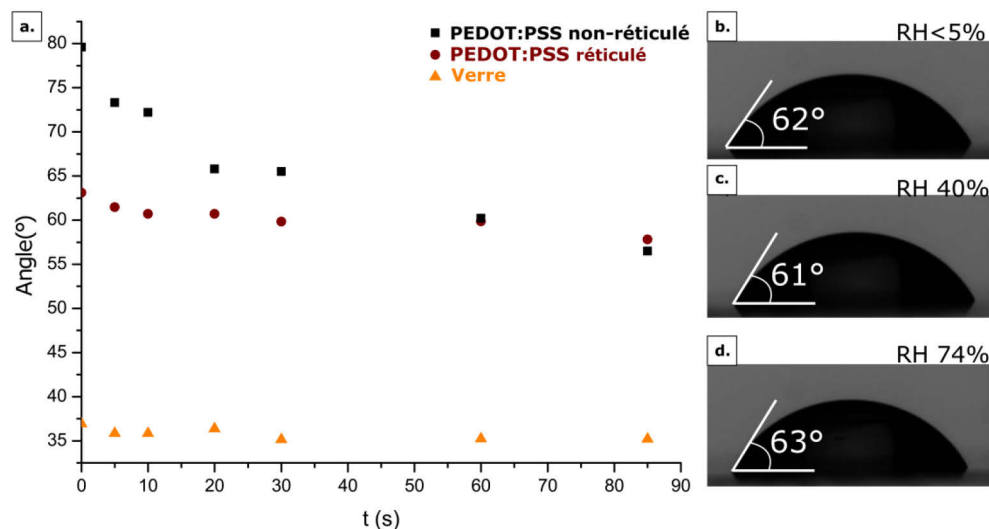 a.
PEDOT:PSS non-réticulé
PEDOT:PSS réticulé
Verre
80
75
70
65
60
55
50
45
40
35
Angle(°)
0
10
20
30
40
50
60
70
80
90
t (s)
b.
RH<5%
62°
c.
RH 40%
61°
d.
RH 74%
63°